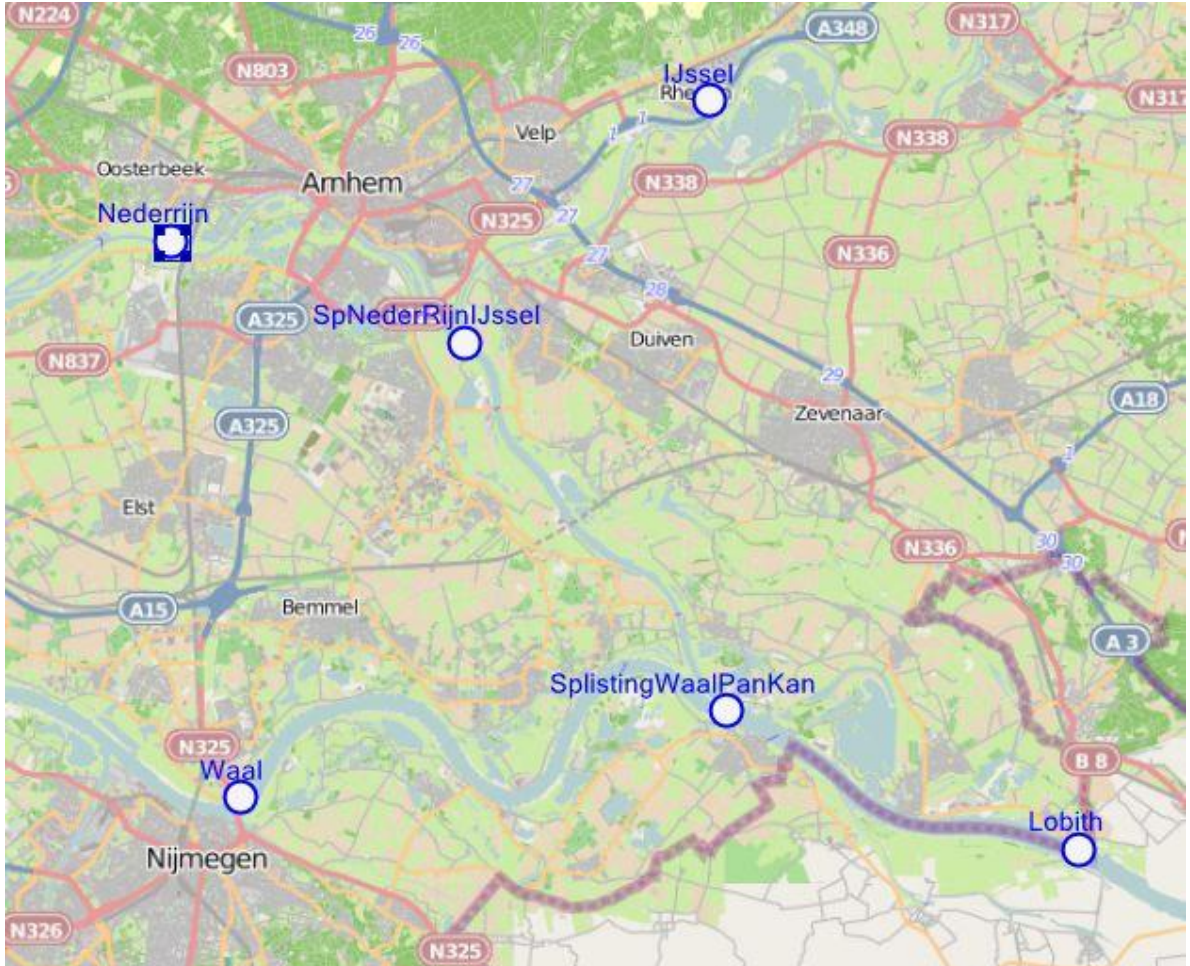 N224
26
26
A348
N317
N803
IJssel
N317
Velp
1
1
N338
Oosterbeek
Arnhem
27
N338
N325
27
Nederrijn
27
N336
28
A325
SpNederRijnIJssel
Duiven
N837
29
A18
Zevenaar
A325
1
Elst
30
N336
30
A15
Bemmel
A 3
SplistingWaalPanKan
N325
B 8
Waal
Lobith
Nijmegen
N326
N325